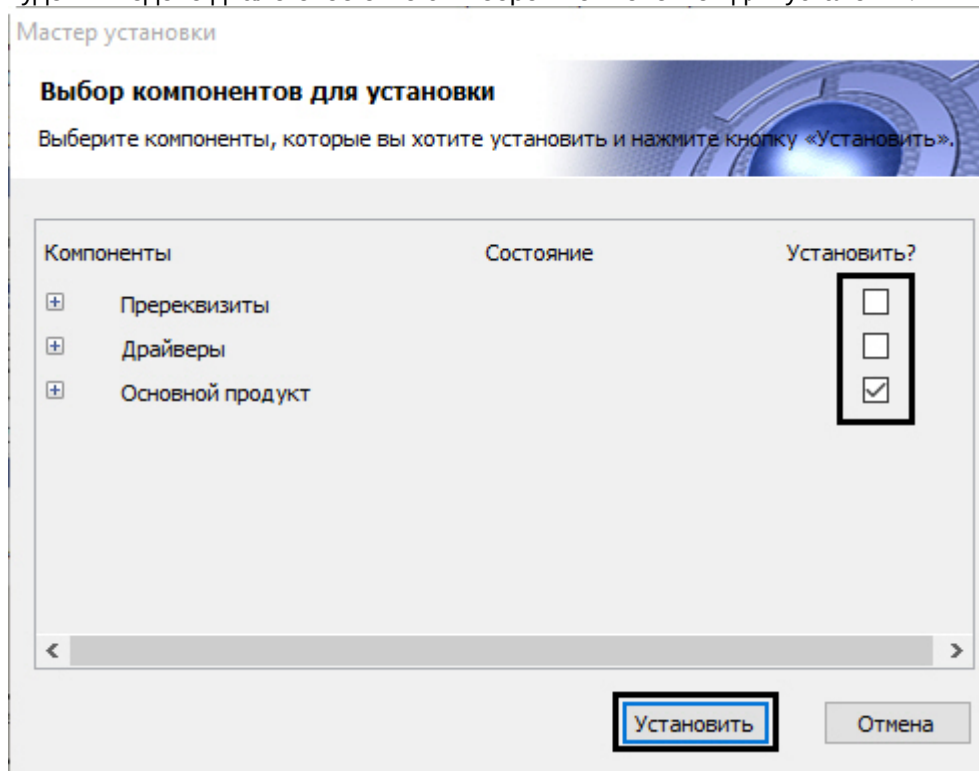 Мастер установки
Выбор компонентов для установки
Выберите компоненты, которые вы хотите установить и нажмите кнопку «Установить».
Компоненты Состояние Установить?
Пререквизиты
Драйверы
Основной продукт
Установить Отмена